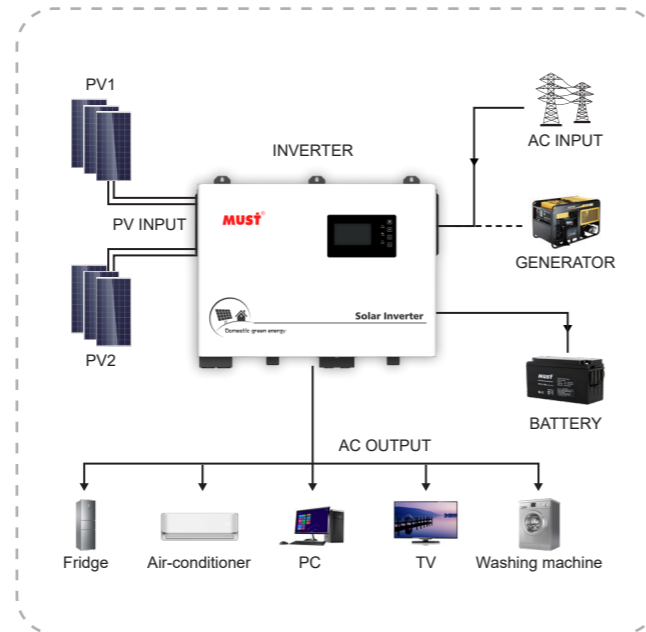 PV1
INVERTER
AC INPUT
PV INPUT
MUST®
GENERATOR
Solar Inverter
Domestic green energy
PV2
MUST
BATTERY
AC OUTPUT
Fridge
Air-conditioner
PC
TV
Washing machine